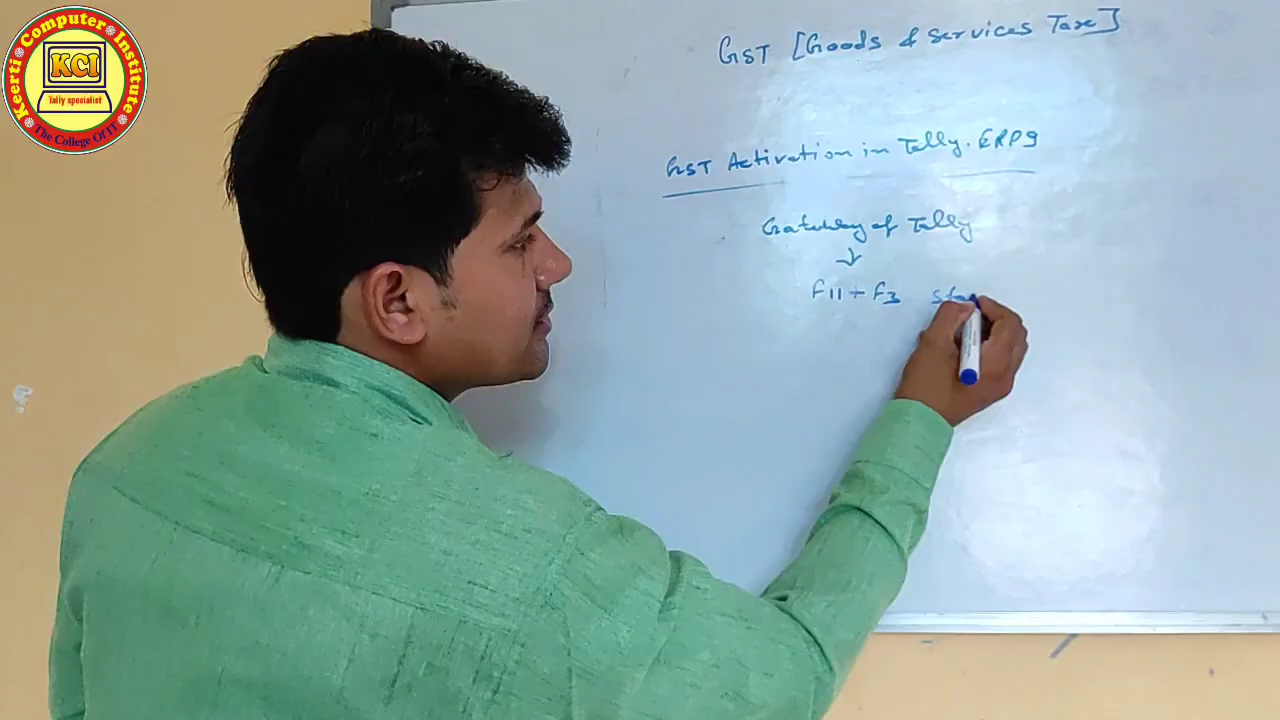 Keerti Computer Institute
KCI
Tally specialist
The College Of IT
GST [Goods & Services Tax]
GST Activation in Tally.ERP9
Gateway of Tally
↓
F11 + F3 Sta